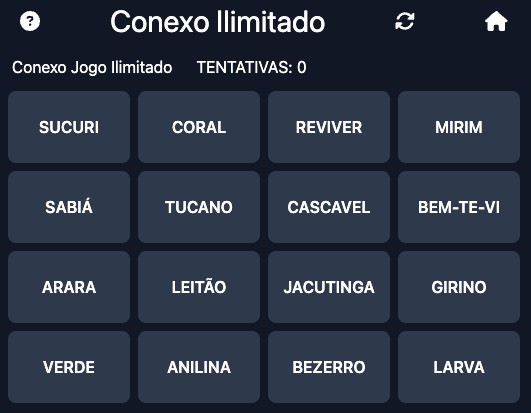 ?
Conexo Ilimitado
Conexo Jogo Ilimitado TENTATIVAS: 0
SUCURI CORAL REVIVER MIRIM
SABIÁ TUCANO CASCAVEL BEM-TE-VI
ARARA LEITÃO JACUTINGA GIRINO
VERDE ANILINA BEZERRO LARVA